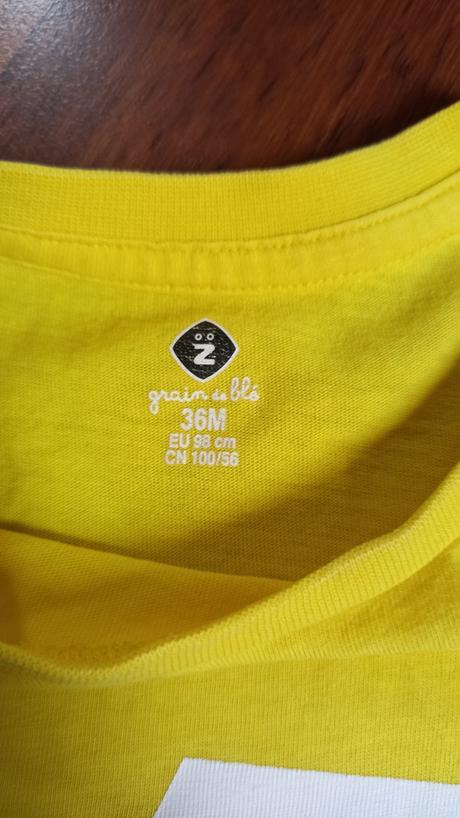 Z
grain de blé
36M
EU 98 cm
CN 100/56